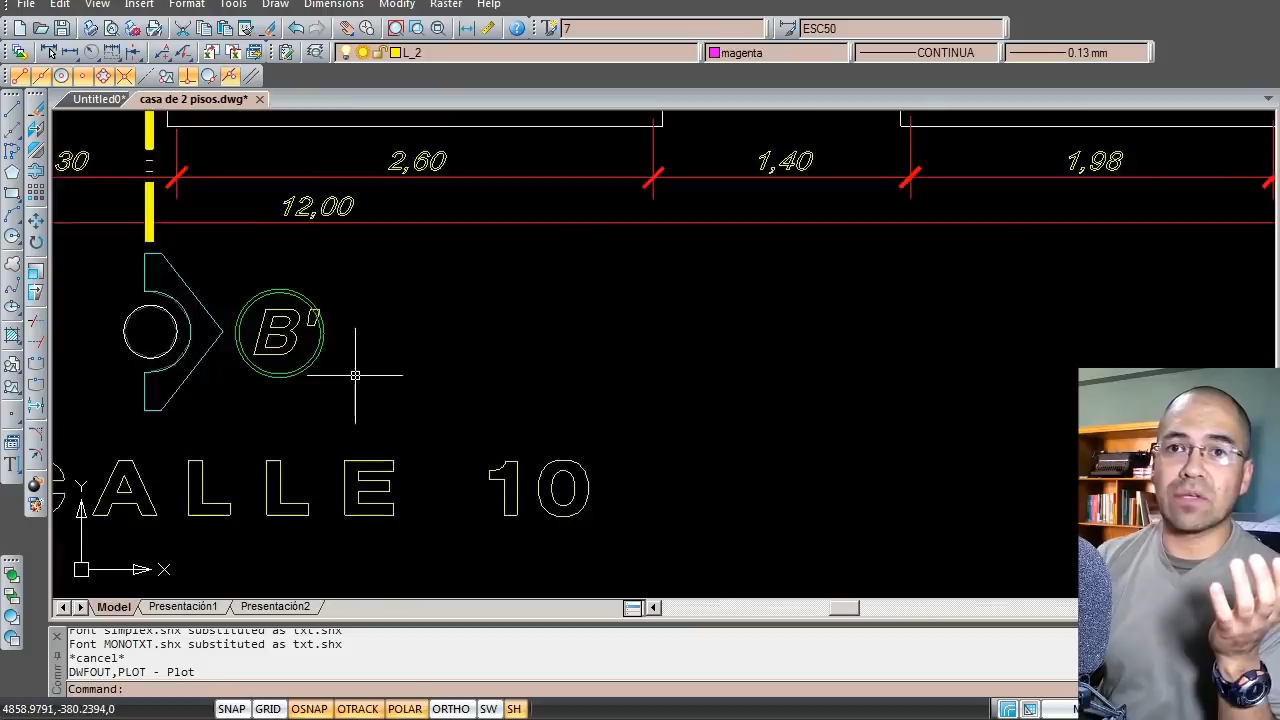 File Edit View Insert Format Tools Draw Dimensions Modify Raster Help
7 ESC50
L_2 magenta CONTINUA 0.13 mm
Untitled0* casa de 2 pisos.dwg*
30 2,60 1,40 1,98
12,00
B'
CALLE 10
Y
X
Model Presentación1 Presentación2
Font simplex.shx substituted as txt.shx
Font MONOTXT.shx substituted as txt.shx
*cancel*
DWFOUT,PLOT - Plot
Command:
4858.9791,-380.2394,0 SNAP GRID OSNAP OTRACK POLAR ORTHO SW SH